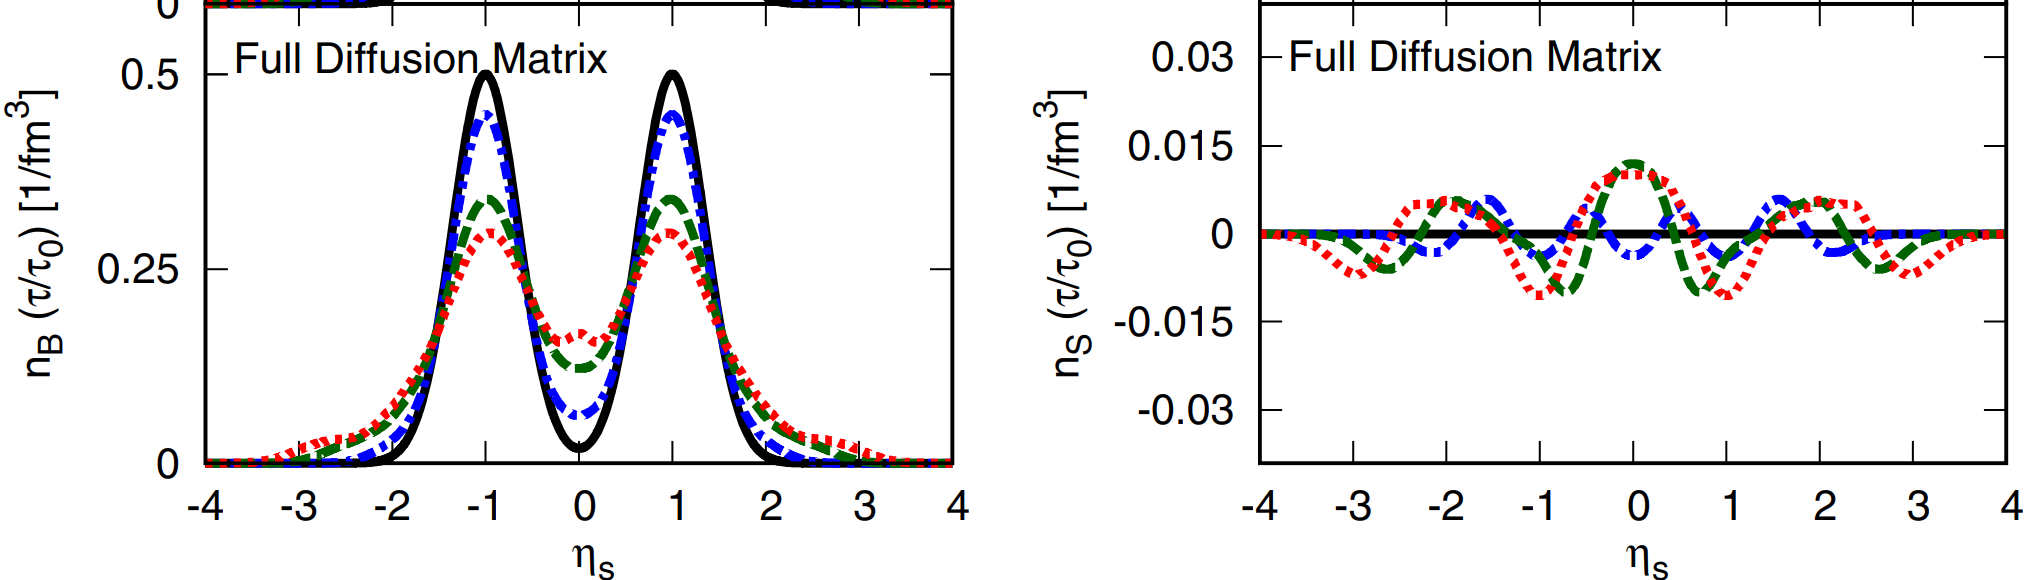 0
Full Diffusion Matrix
0.5
0.25
0
n_B (τ/τ_0) [1/fm^3]
-4 -3 -2 -1 0 1 2 3 4
η_s
Full Diffusion Matrix
0.03
0.015
0
-0.015
-0.03
n_S (τ/τ_0) [1/fm^3]
-4 -3 -2 -1 0 1 2 3 4
η_s